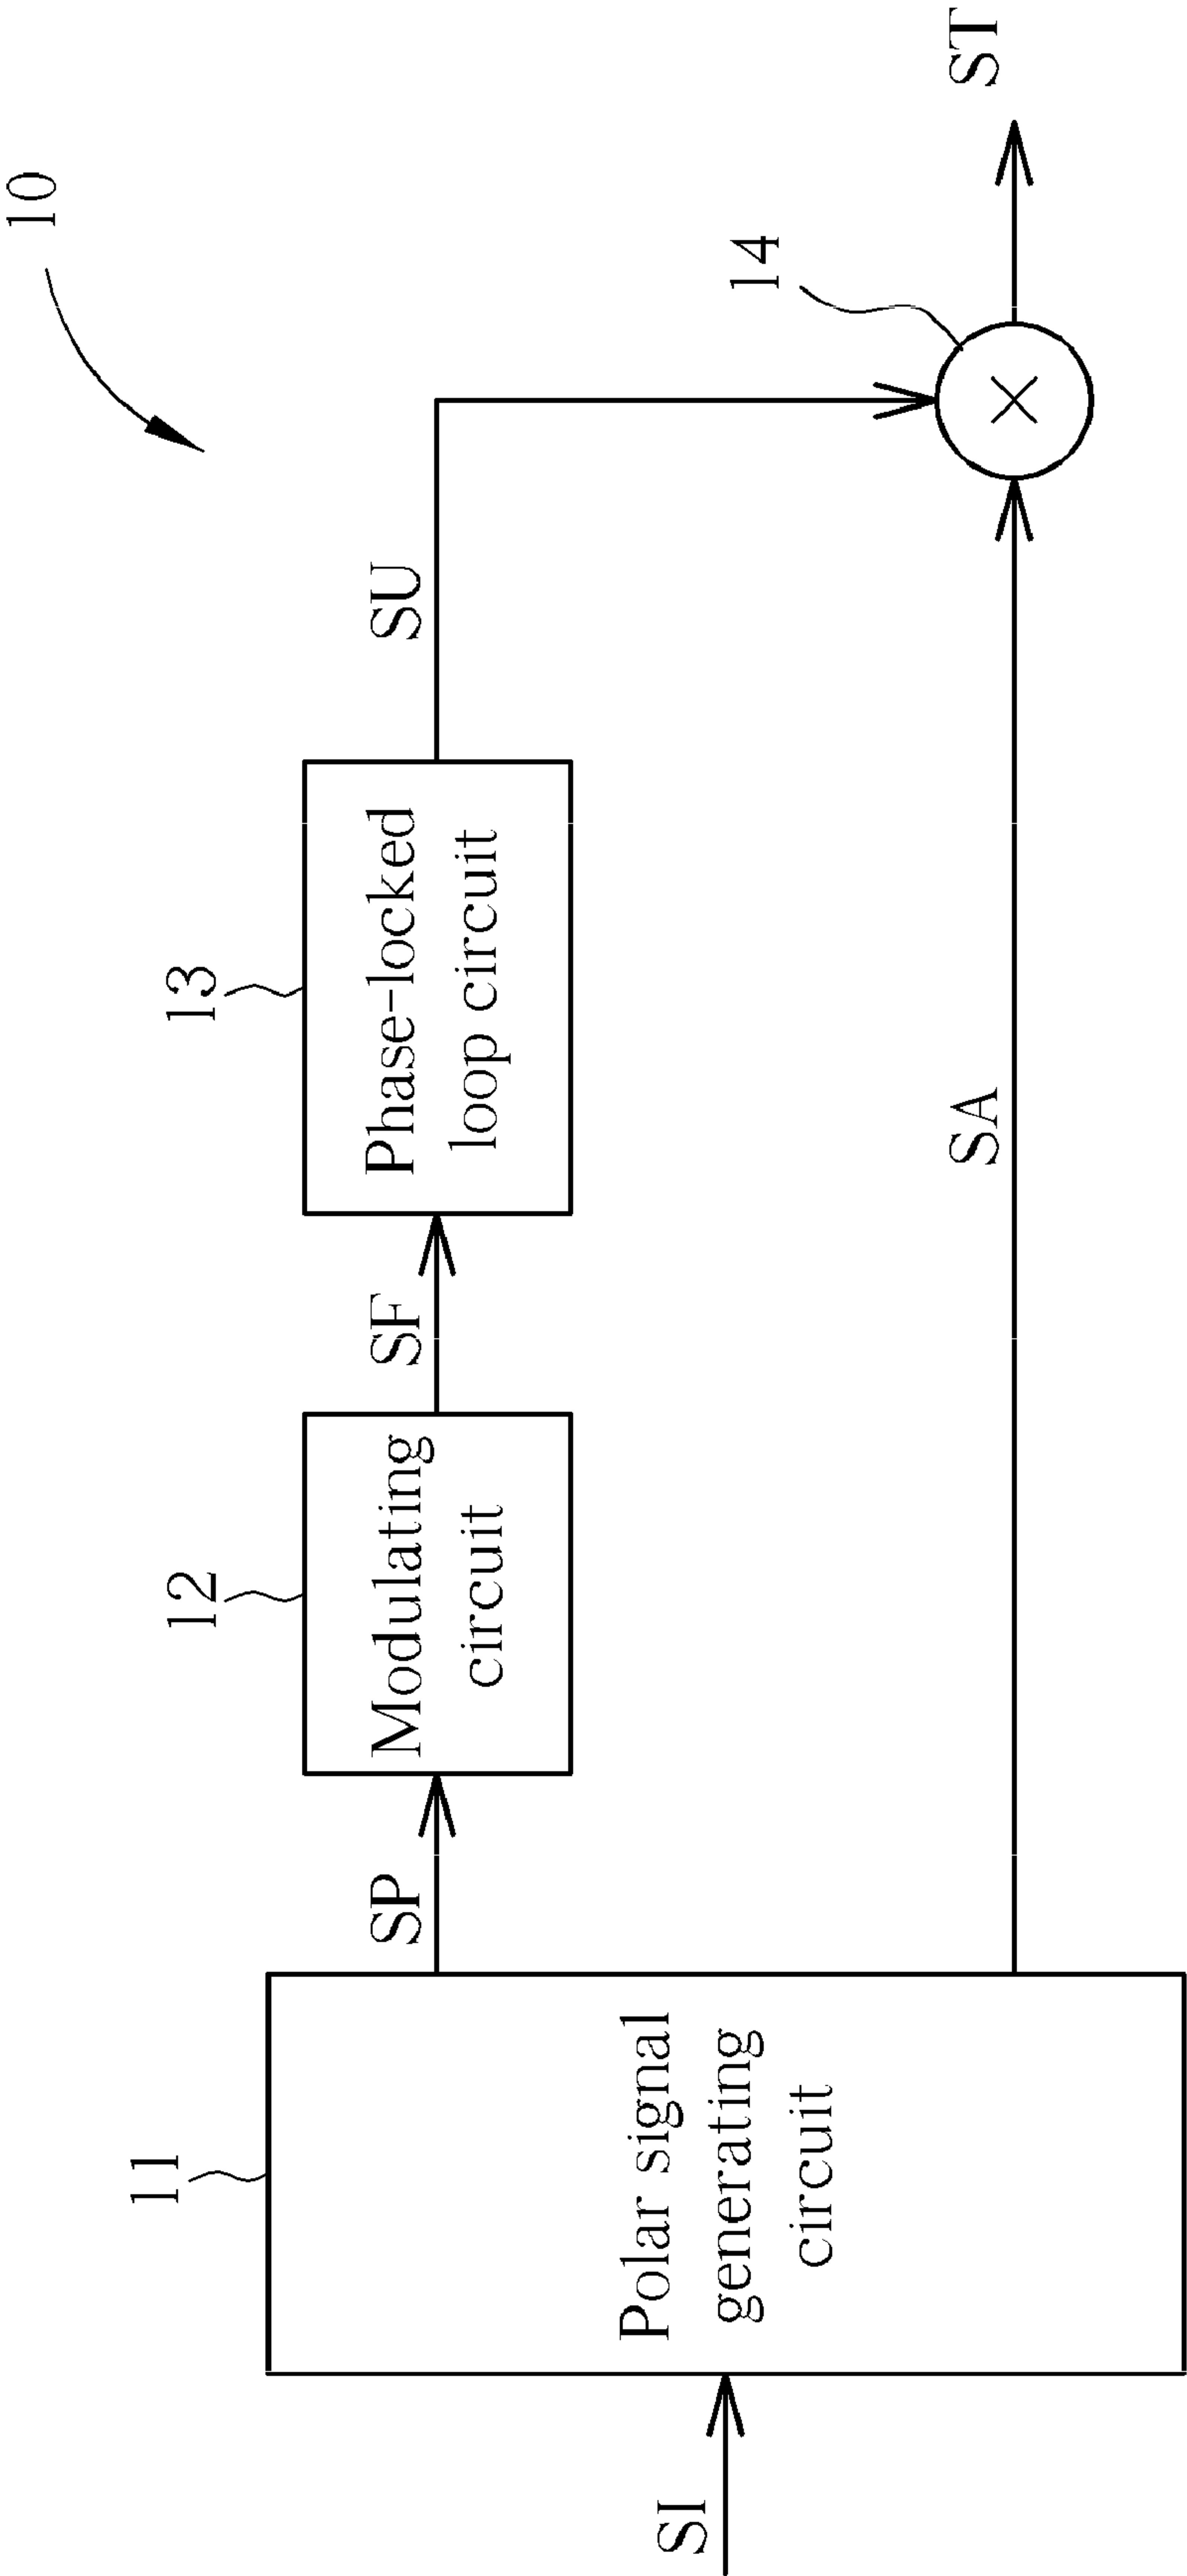 10
SI
11
Polar signal
generating
circuit
SP
12
Modulating
circuit
SF
13
Phase-locked
loop circuit
SU
SA
14
ST